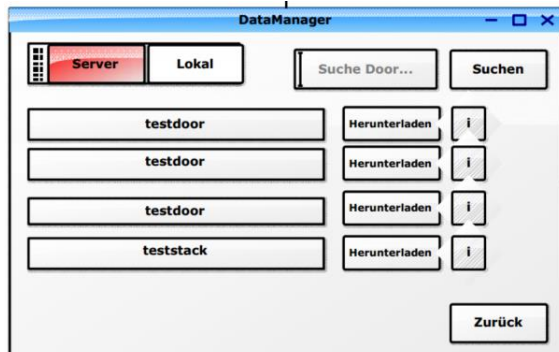 DataManager
Server Lokal Suche Door... Suchen
testdoor Herunterladen i
testdoor Herunterladen i
testdoor Herunterladen i
teststack Herunterladen i
Zurück